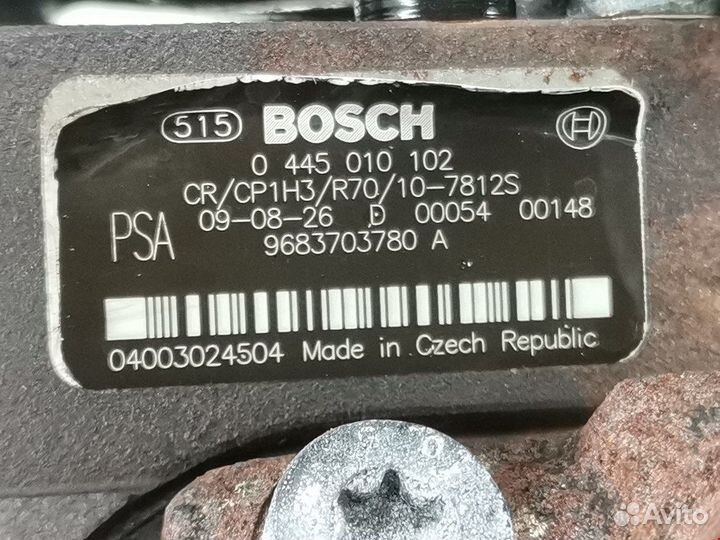 515 BOSCH
0 445 010 102
CR/CP1H3/R70/10-7812S
PSA 09-08-26 D 00054 00148
9683703780 A
04003024504 Made in Czech Republic
Avito